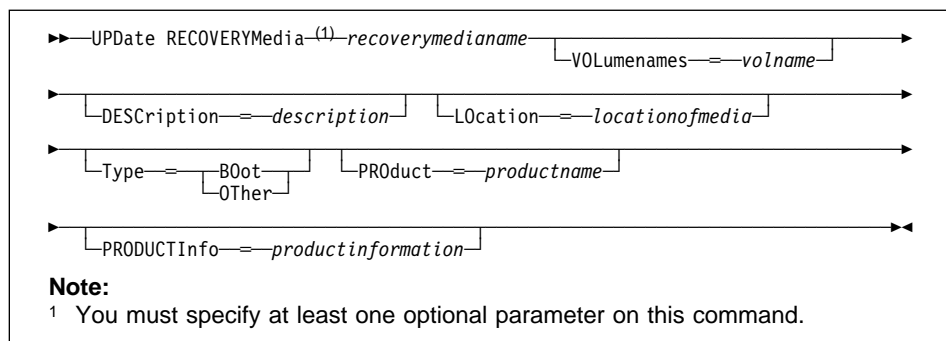 UPDate RECOVERYMedia (1) recoverymedianame
VOLumenames = volname
DESCription = description LOcation = locationofmedia
Type = BOot PROduct = productname
OTher
PRODUCTInfo = productinformation
Note:
1 You must specify at least one optional parameter on this command.